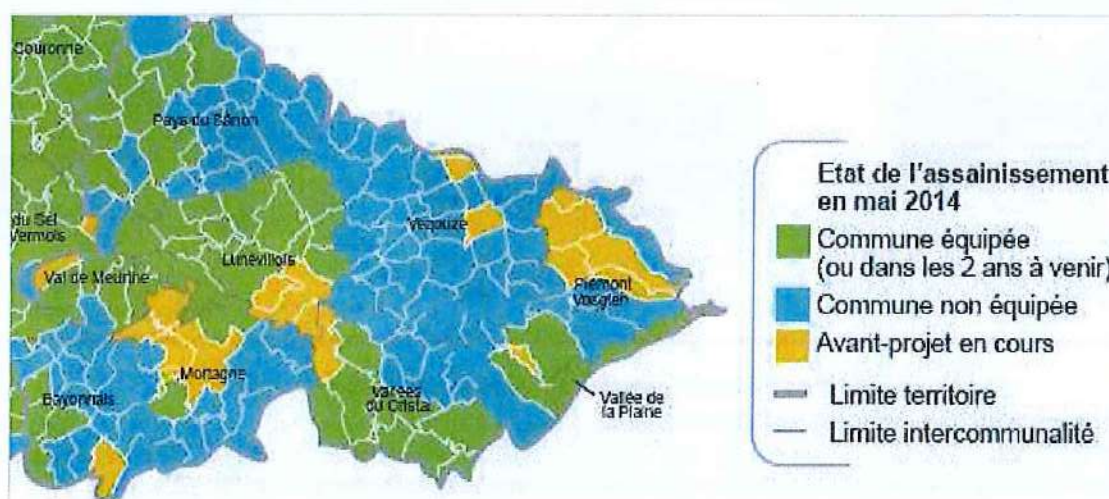 Couronne
Pays du Sânon
Vezouze
du Sel
Vermois
Lunévillois
Val de Meurthe
Piémont
Vosgien
Mortagne
Bayonnais
Vallées
du Cristal
Vallée de
la Plaine
Etat de l'assainissement
en mai 2014
Commune équipée
(ou dans les 2 ans à venir)
Commune non équipée
Avant-projet en cours
Limite territoire
Limite intercommunalité